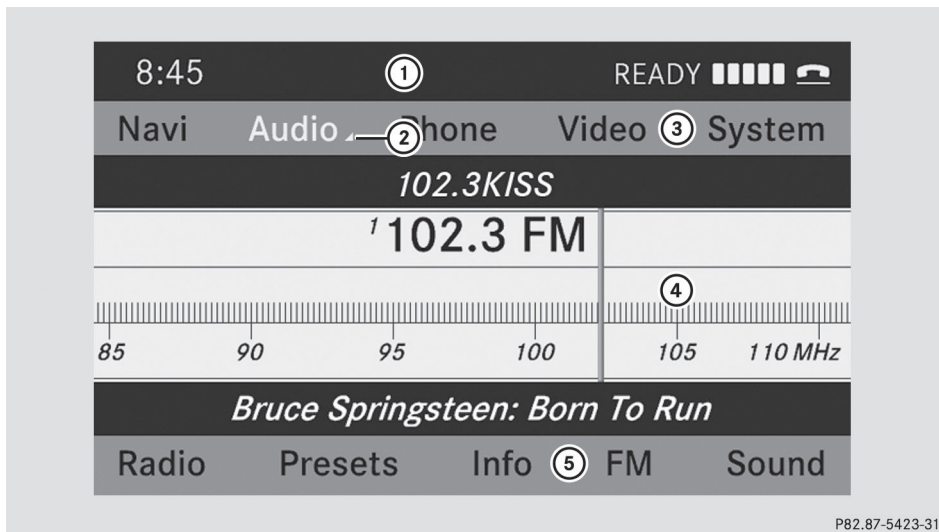 8:45 1 READY
Navi Audio 2 Phone Video 3 System
102.3KISS
1 102.3 FM
4
85 90 95 100 105 110 MHz
Bruce Springsteen: Born To Run
Radio Presets Info 5 FM Sound
P82.87-5423-31